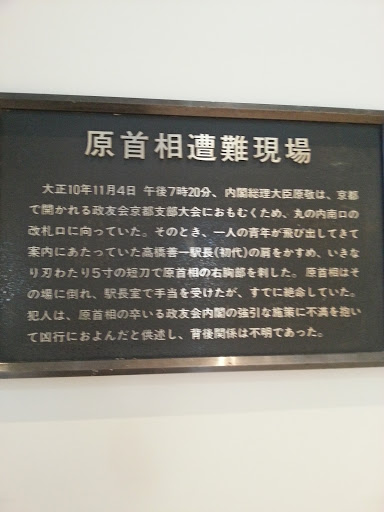 原首相遭難現場
大正10年11月4日 午後7時20分、内閣総理大臣原敬は、京都
で開かれる政友会京都支部大会におもむくため、丸の内南口の
改札口に向っていた。そのとき、一人の青年が飛び出してきて
案内にあたっていた高橋善一駅長(初代)の肩をかすめ、いきな
り刃わたり5寸の短刀で原首相の右胸部を刺した。原首相はそ
の場に倒れ、駅長室で手当を受けたが、すでに絶命していた。
犯人は、原首相の率いる政友会内閣の強引な施策に不満を抱い
て凶行におよんだと供述し、背後関係は不明であった。